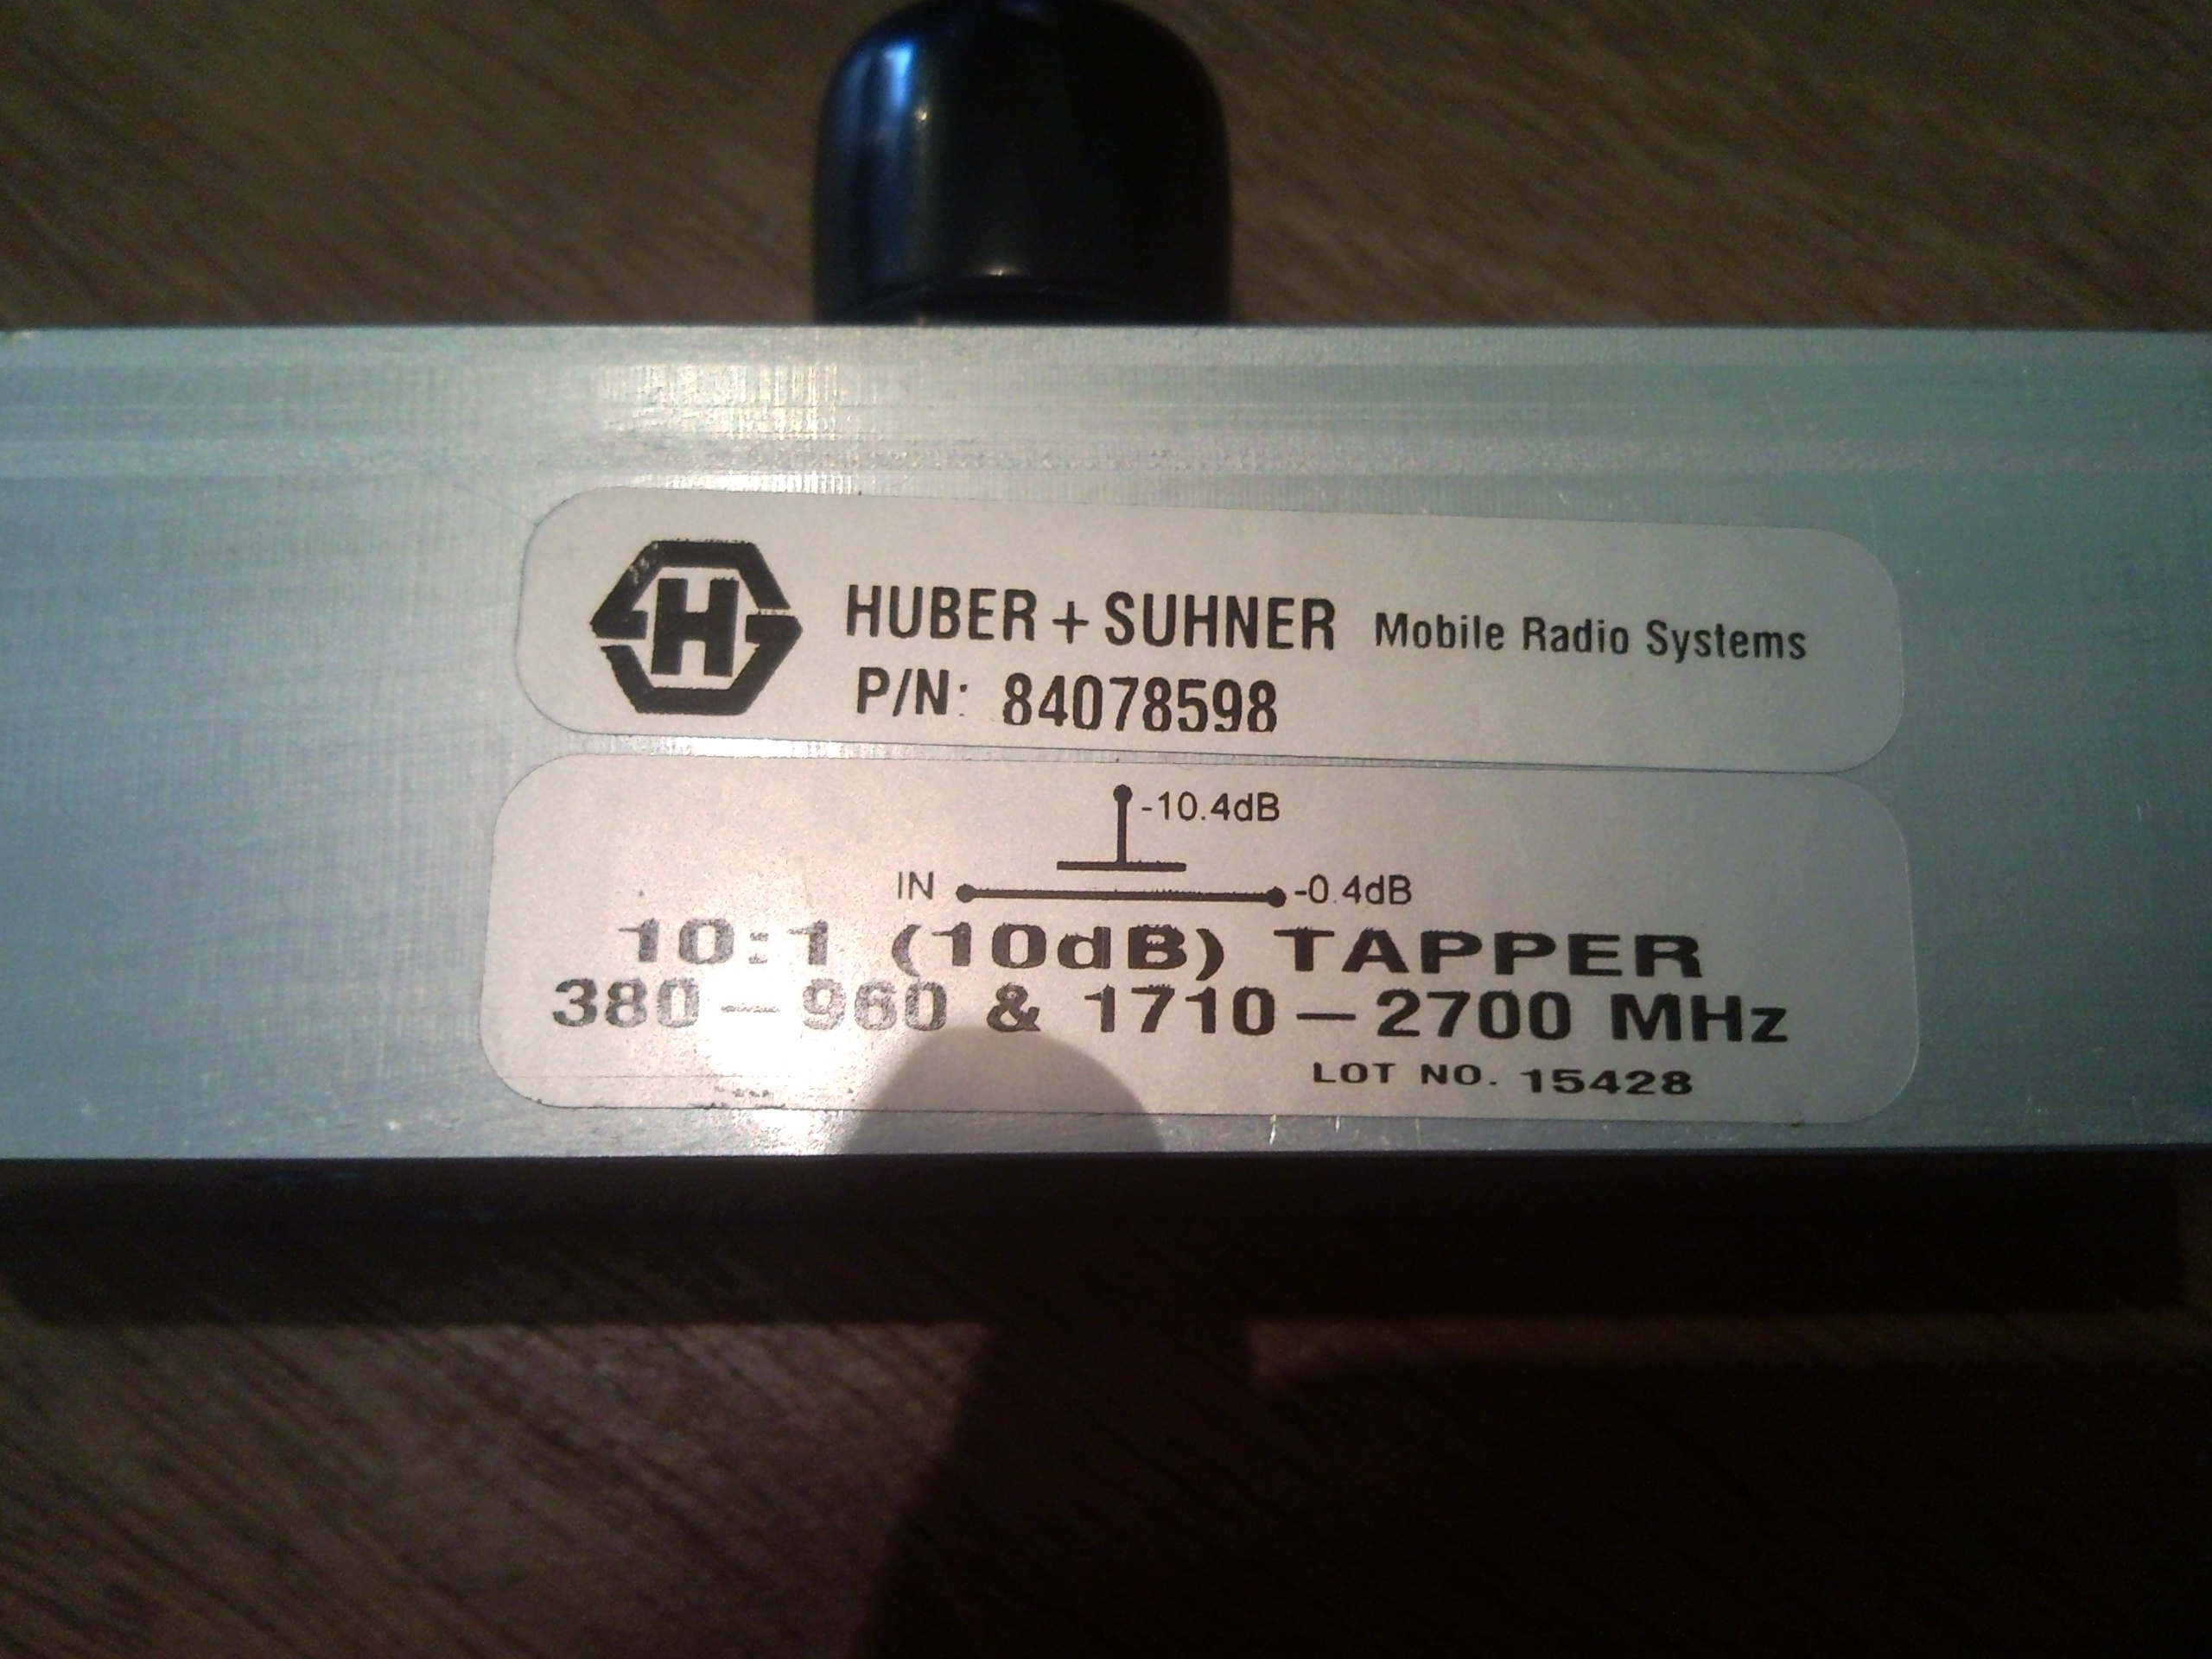 H
HUBER + SUHNER Mobile Radio Systems
P/N: 84078598
-10.4dB
IN -0.4dB
10:1 (10dB) TAPPER
380-960 & 1710-2700 MHz
LOT NO. 15428